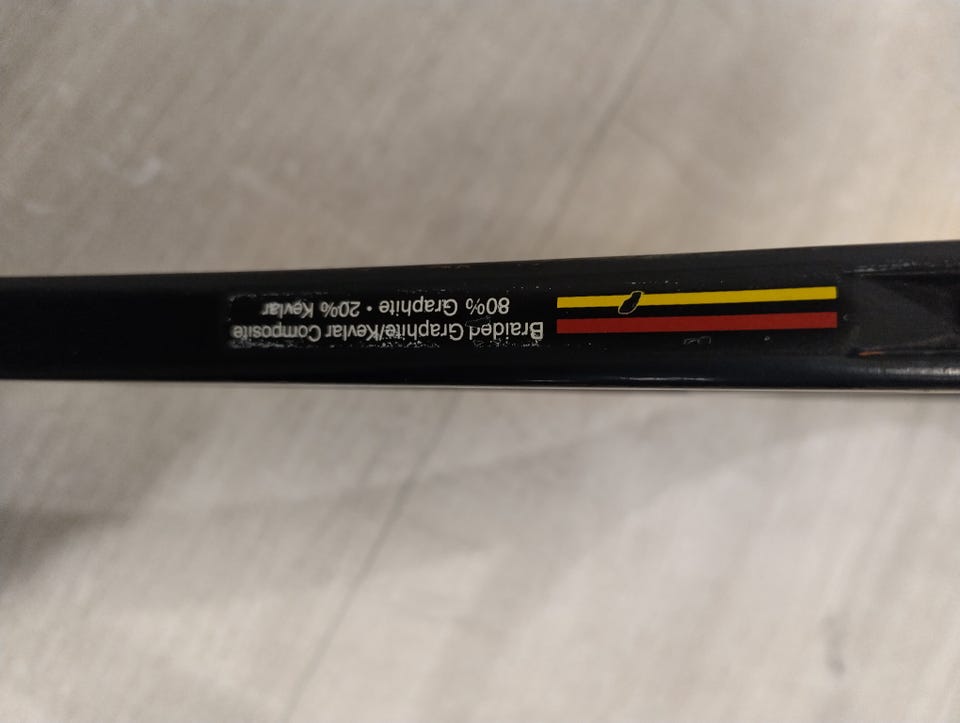 Braided Graphite/Kevlar Composite
80% Graphite • 20% Kevlar